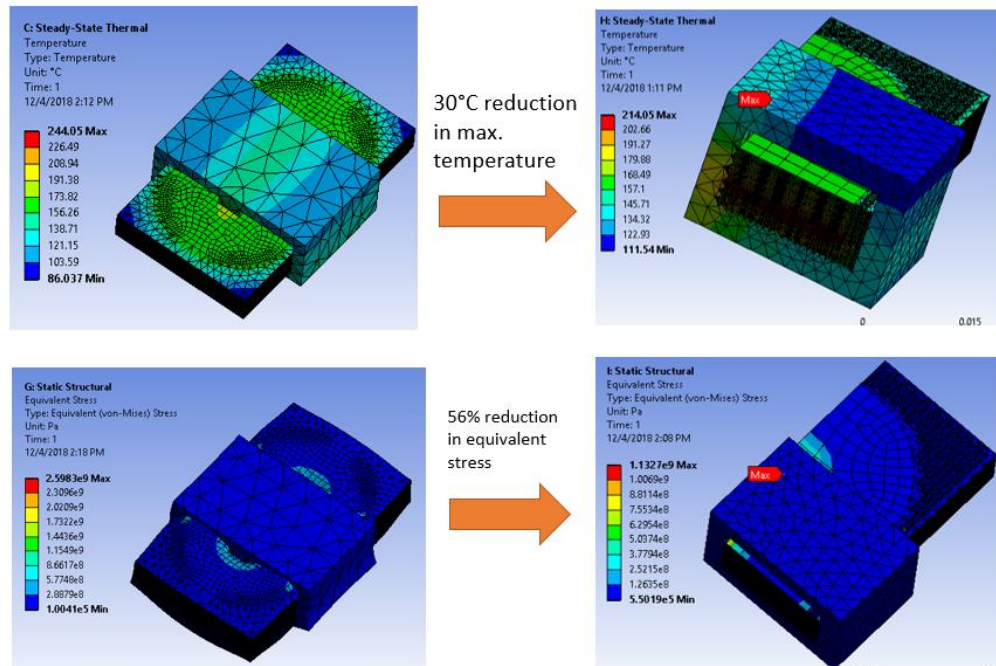 C: Steady-State Thermal
Temperature
Type: Temperature
Unit: °C
Time: 1
12/4/2018 2:12 PM
244.05 Max
226.49
208.94
191.38
173.82
156.26
138.71
121.15
103.59
86.037 Min
30°C reduction
in max.
temperature
H: Steady-State Thermal
Temperature
Type: Temperature
Unit: °C
Time: 1
12/4/2018 1:11 PM
Max
214.05 Max
202.66
191.27
179.88
168.49
157.1
145.71
134.32
122.93
111.54 Min
0
0.015
G: Static Structural
Equivalent Stress
Type: Equivalent (von-Mises) Stress
Unit: Pa
Time: 1
12/4/2018 2:18 PM
2.5983e9 Max
2.3096e9
2.0209e9
1.7322e9
1.4436e9
1.1549e9
8.6617e8
5.7748e8
2.8879e8
1.0041e5 Min
56% reduction
in equivalent
stress
I: Static Structural
Equivalent Stress
Type: Equivalent (von-Mises) Stress
Unit: Pa
Time: 1
12/4/2018 2:08 PM
Max
1.1327e9 Max
1.0069e9
8.8114e8
7.5534e8
6.2954e8
5.0374e8
3.7794e8
2.5215e8
1.2635e8
5.5019e5 Min